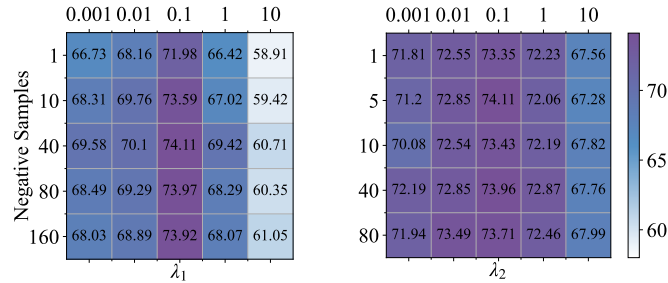 0.001 0.01 0.1 1 10
1 66.73 68.16 71.98 66.42 58.91
10 68.31 69.76 73.59 67.02 59.42
40 69.58 70.1 74.11 69.42 60.71
80 68.49 69.29 73.97 68.29 60.35
160 68.03 68.89 73.92 68.07 61.05
Negative Samples
λ1
0.001 0.01 0.1 1 10
1 71.81 72.55 73.35 72.23 67.56
5 71.2 72.85 74.11 72.06 67.28
10 70.08 72.54 73.43 72.19 67.82
40 72.19 72.85 73.96 72.87 67.76
80 71.94 73.49 73.71 72.46 67.99
λ2
70
65
60